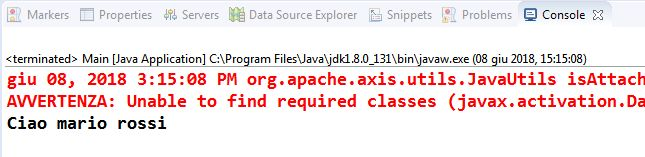 Markers Properties Servers Data Source Explorer Snippets Problems Console
<terminated> Main [Java Application] C:\Program Files\Java\jdk1.8.0_131\bin\javaw.exe (08 giu 2018, 15:15:08)
giu 08, 2018 3:15:08 PM org.apache.axis.utils.JavaUtils isAttach
AVVERTENZA: Unable to find required classes (javax.activation.Da
Ciao mario rossi